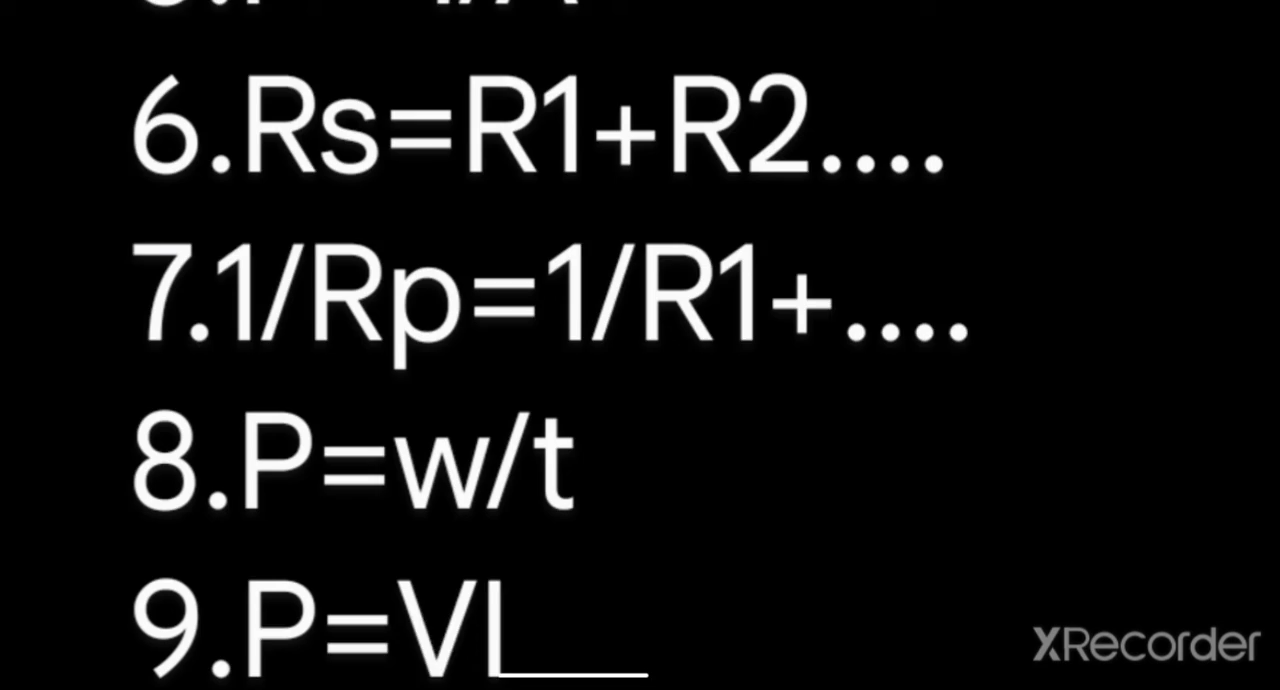 6.Rs=R1+R2....
7.1/Rp=1/R1+....
8.P=w/t
9.P=VI
XRecorder